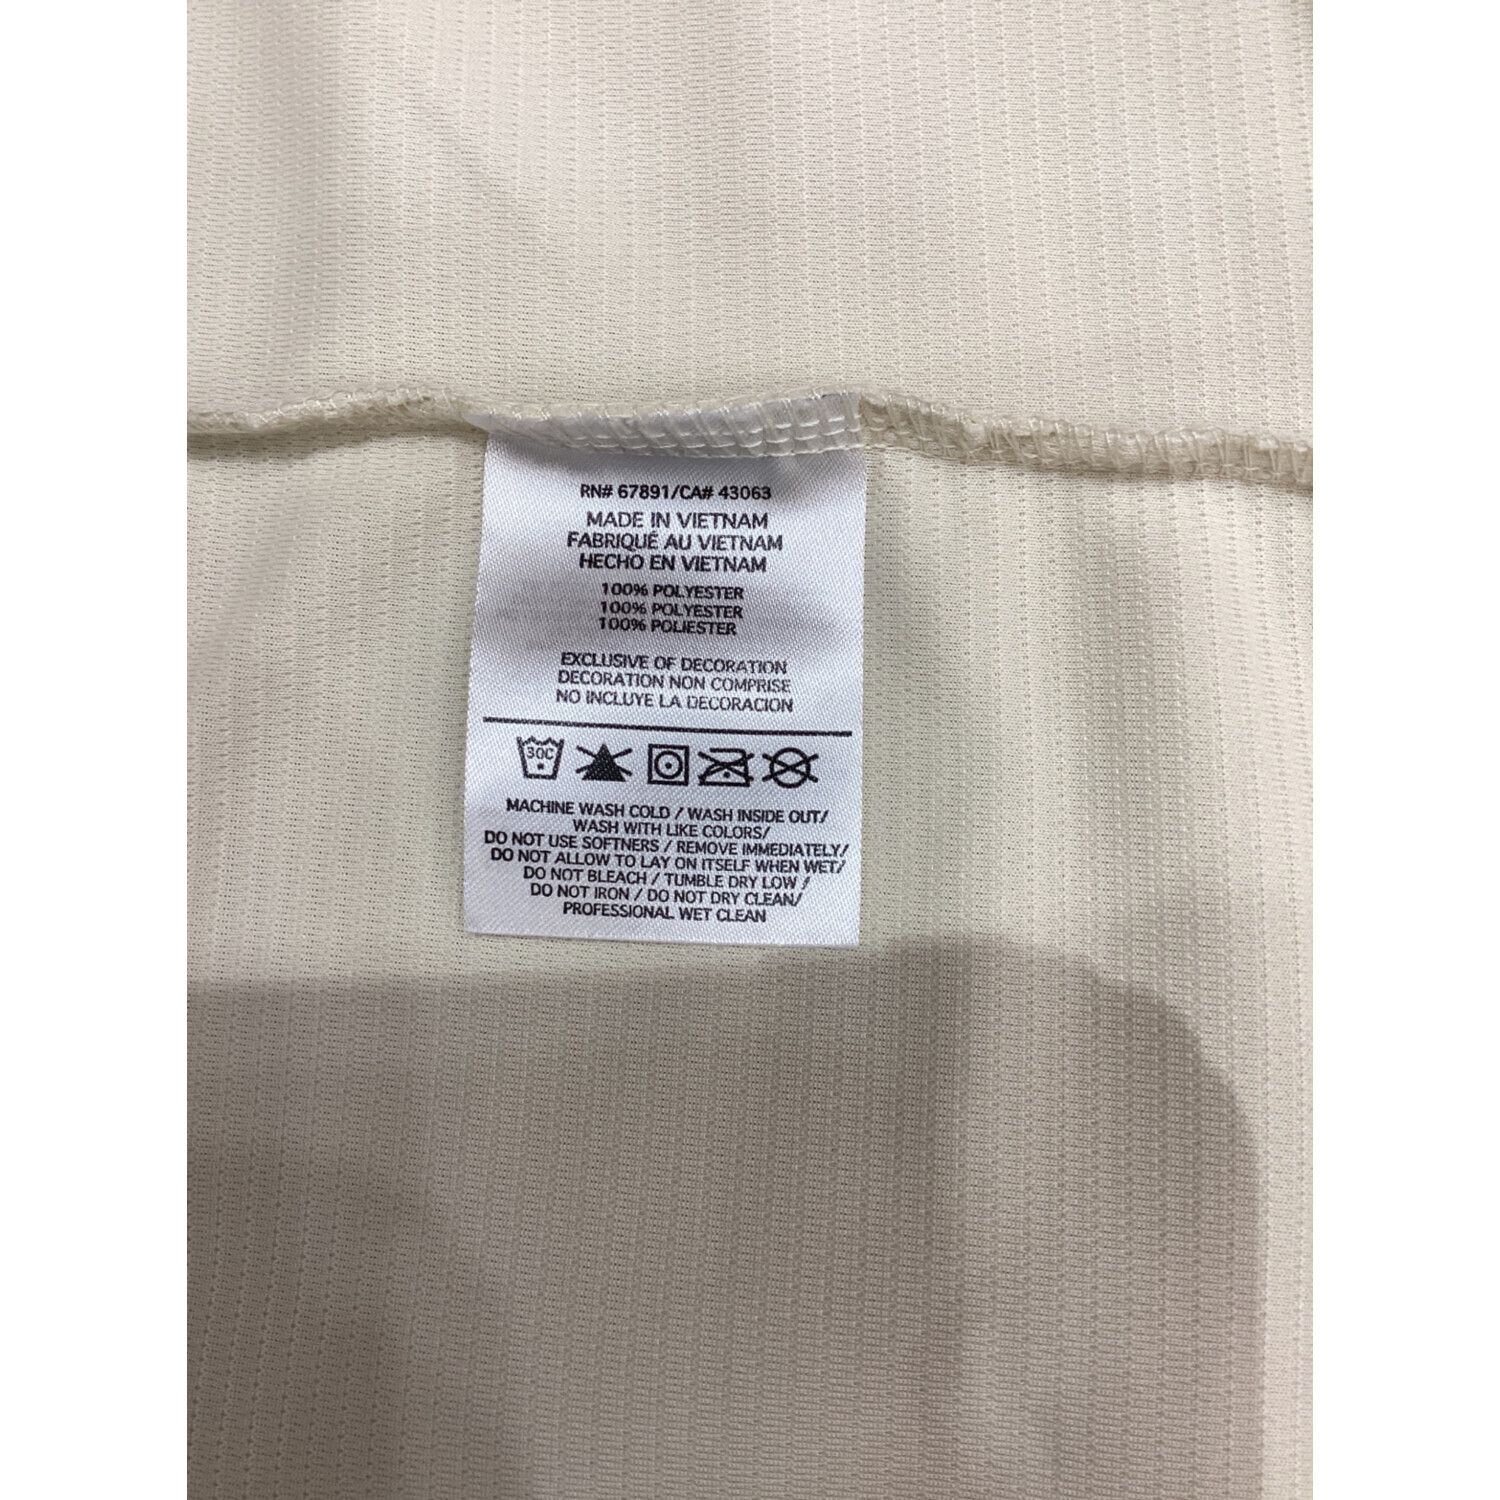 RN# 67891/CA# 43063
MADE IN VIETNAM
FABRIQUÉ AU VIETNAM
HECHO EN VIETNAM
100% POLYESTER
100% POLYESTER
100% POLIESTER
EXCLUSIVE OF DECORATION
DECORATION NON COMPRISE
NO INCLUYE LA DECORACION
30C
MACHINE WASH COLD / WASH INSIDE OUT/
WASH WITH LIKE COLORS/
DO NOT USE SOFTNERS / REMOVE IMMEDIATELY/
DO NOT ALLOW TO LAY ON ITSELF WHEN WET/
DO NOT BLEACH / TUMBLE DRY LOW /
DO NOT IRON / DO NOT DRY CLEAN/
PROFESSIONAL WET CLEAN